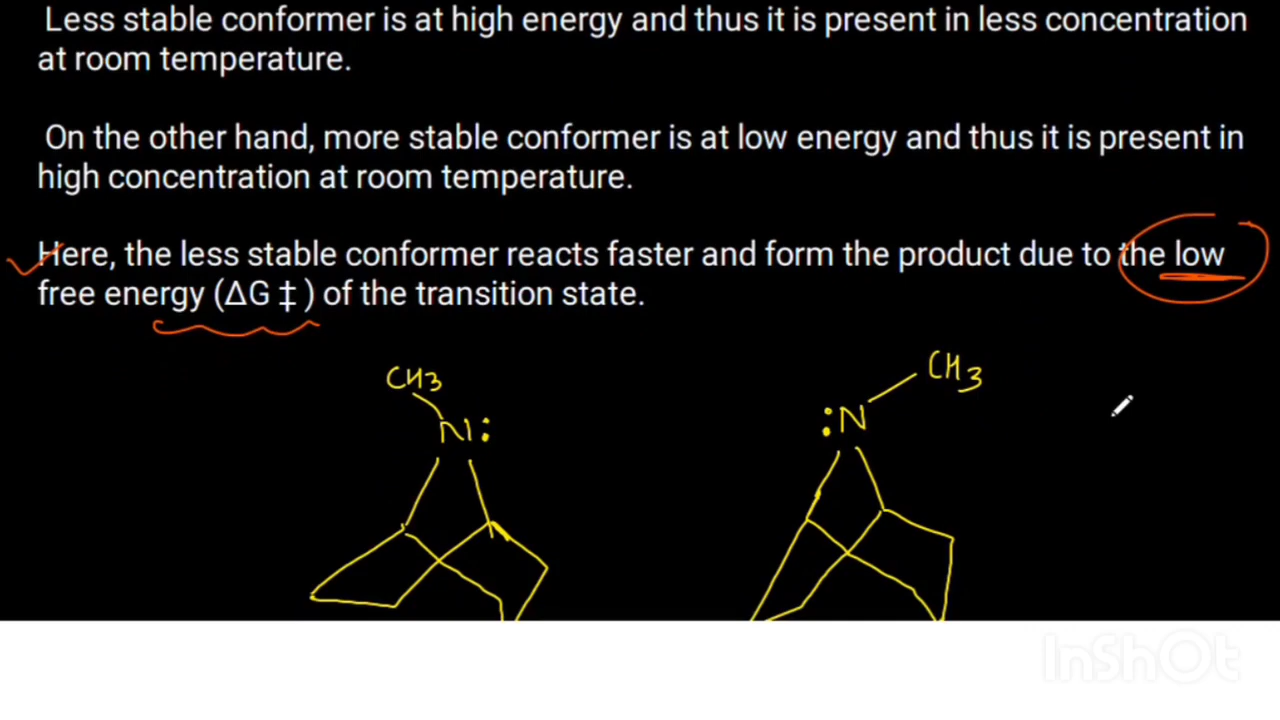 Less stable conformer is at high energy and thus it is present in less concentration
at room temperature.
On the other hand, more stable conformer is at low energy and thus it is present in
high concentration at room temperature.
Here, the less stable conformer reacts faster and form the product due to the low
free energy (ΔG ‡ ) of the transition state.
CH3
CH3
N:
:N
InShOt